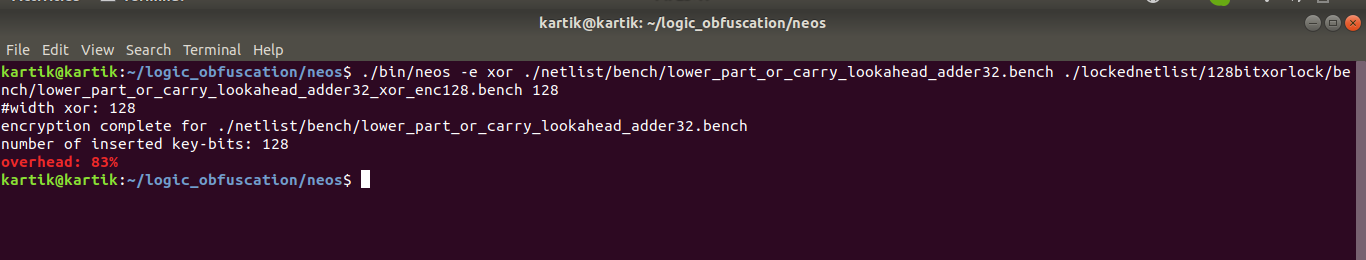 kartik@kartik: ~/logic_obfuscation/neos
File Edit View Search Terminal Help
kartik@kartik:~/logic_obfuscation/neos$ ./bin/neos -e xor ./netlist/bench/lower_part_or_carry_lookahead_adder32.bench ./lockednetlist/128bitxorlock/be
nch/lower_part_or_carry_lookahead_adder32_xor_enc128.bench 128
#width xor: 128
encryption complete for ./netlist/bench/lower_part_or_carry_lookahead_adder32.bench
number of inserted key-bits: 128
overhead: 83%
kartik@kartik:~/logic_obfuscation/neos$